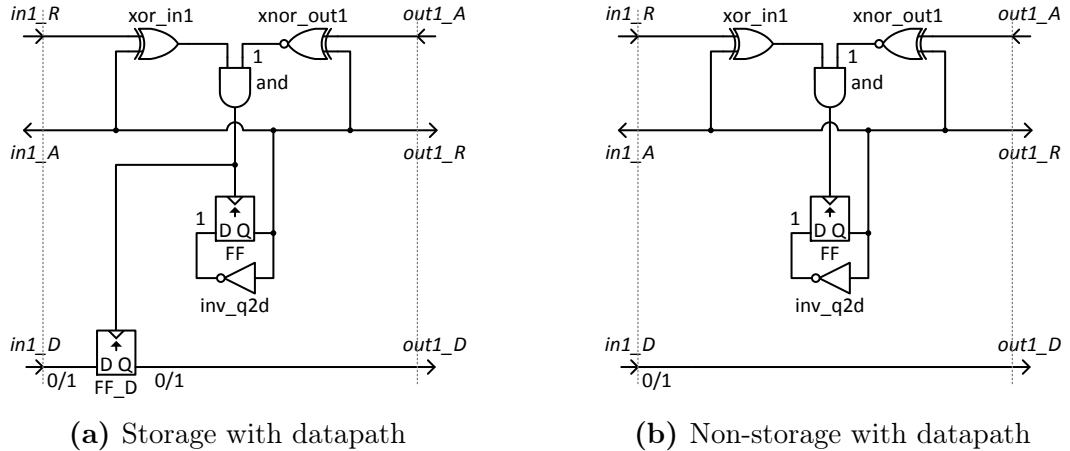 in1_R xor_in1 xnor_out1 out1_A
1
and
in1_A out1_R
1
D Q
FF
inv_q2d
in1_D out1_D
D Q
0/1 FF_D 0/1
(a) Storage with datapath
in1_R xor_in1 xnor_out1 out1_A
1
and
in1_A out1_R
1
D Q
FF
inv_q2d
in1_D out1_D
0/1
(b) Non-storage with datapath